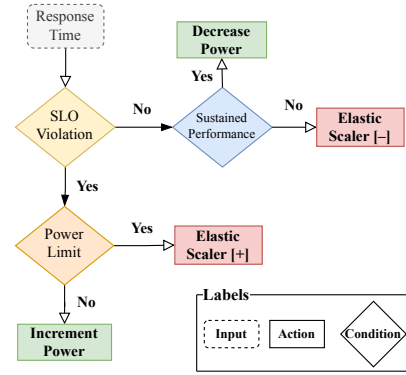 Response
Time
Decrease
Power
Yes
SLO
Violation
No
Sustained
Performance
No
Elastic
Scaler [–]
Yes
Power
Limit
Yes
Elastic
Scaler [+]
No
Increment
Power
Labels
Input
Action
Condition